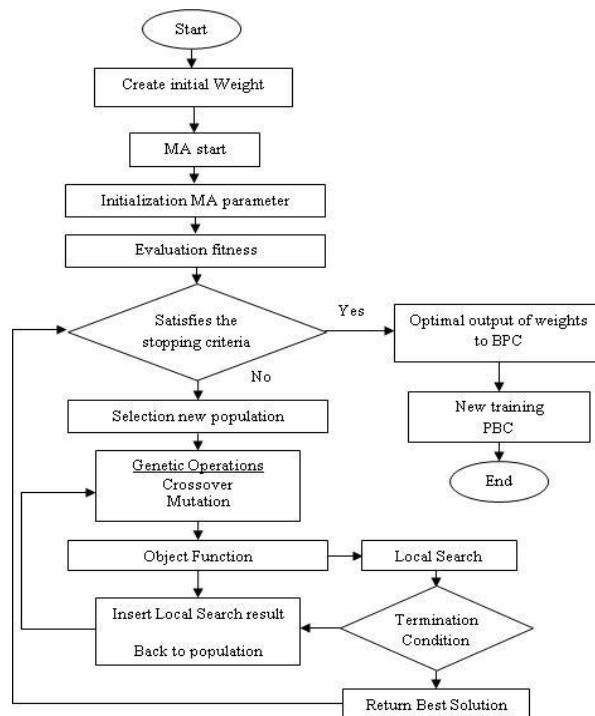 Start
Create initial Weight
MA start
Initialization MA parameter
Evaluation fitness
Satisfies the
stopping criteria
Yes
Optimal output of weights
to BPC
No
New training
PBC
End
Selection new population
Genetic Operations
Crossover
Mutation
Object Function
Local Search
Insert Local Search result
Back to population
Termination
Condition
Return Best Solution